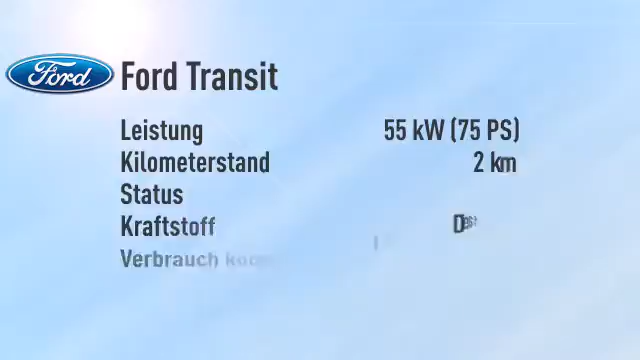 Ford Ford Transit
Leistung 55 kW (75 PS)
Kilometerstand 2 km
Status
Kraftstoff
Verbrauch